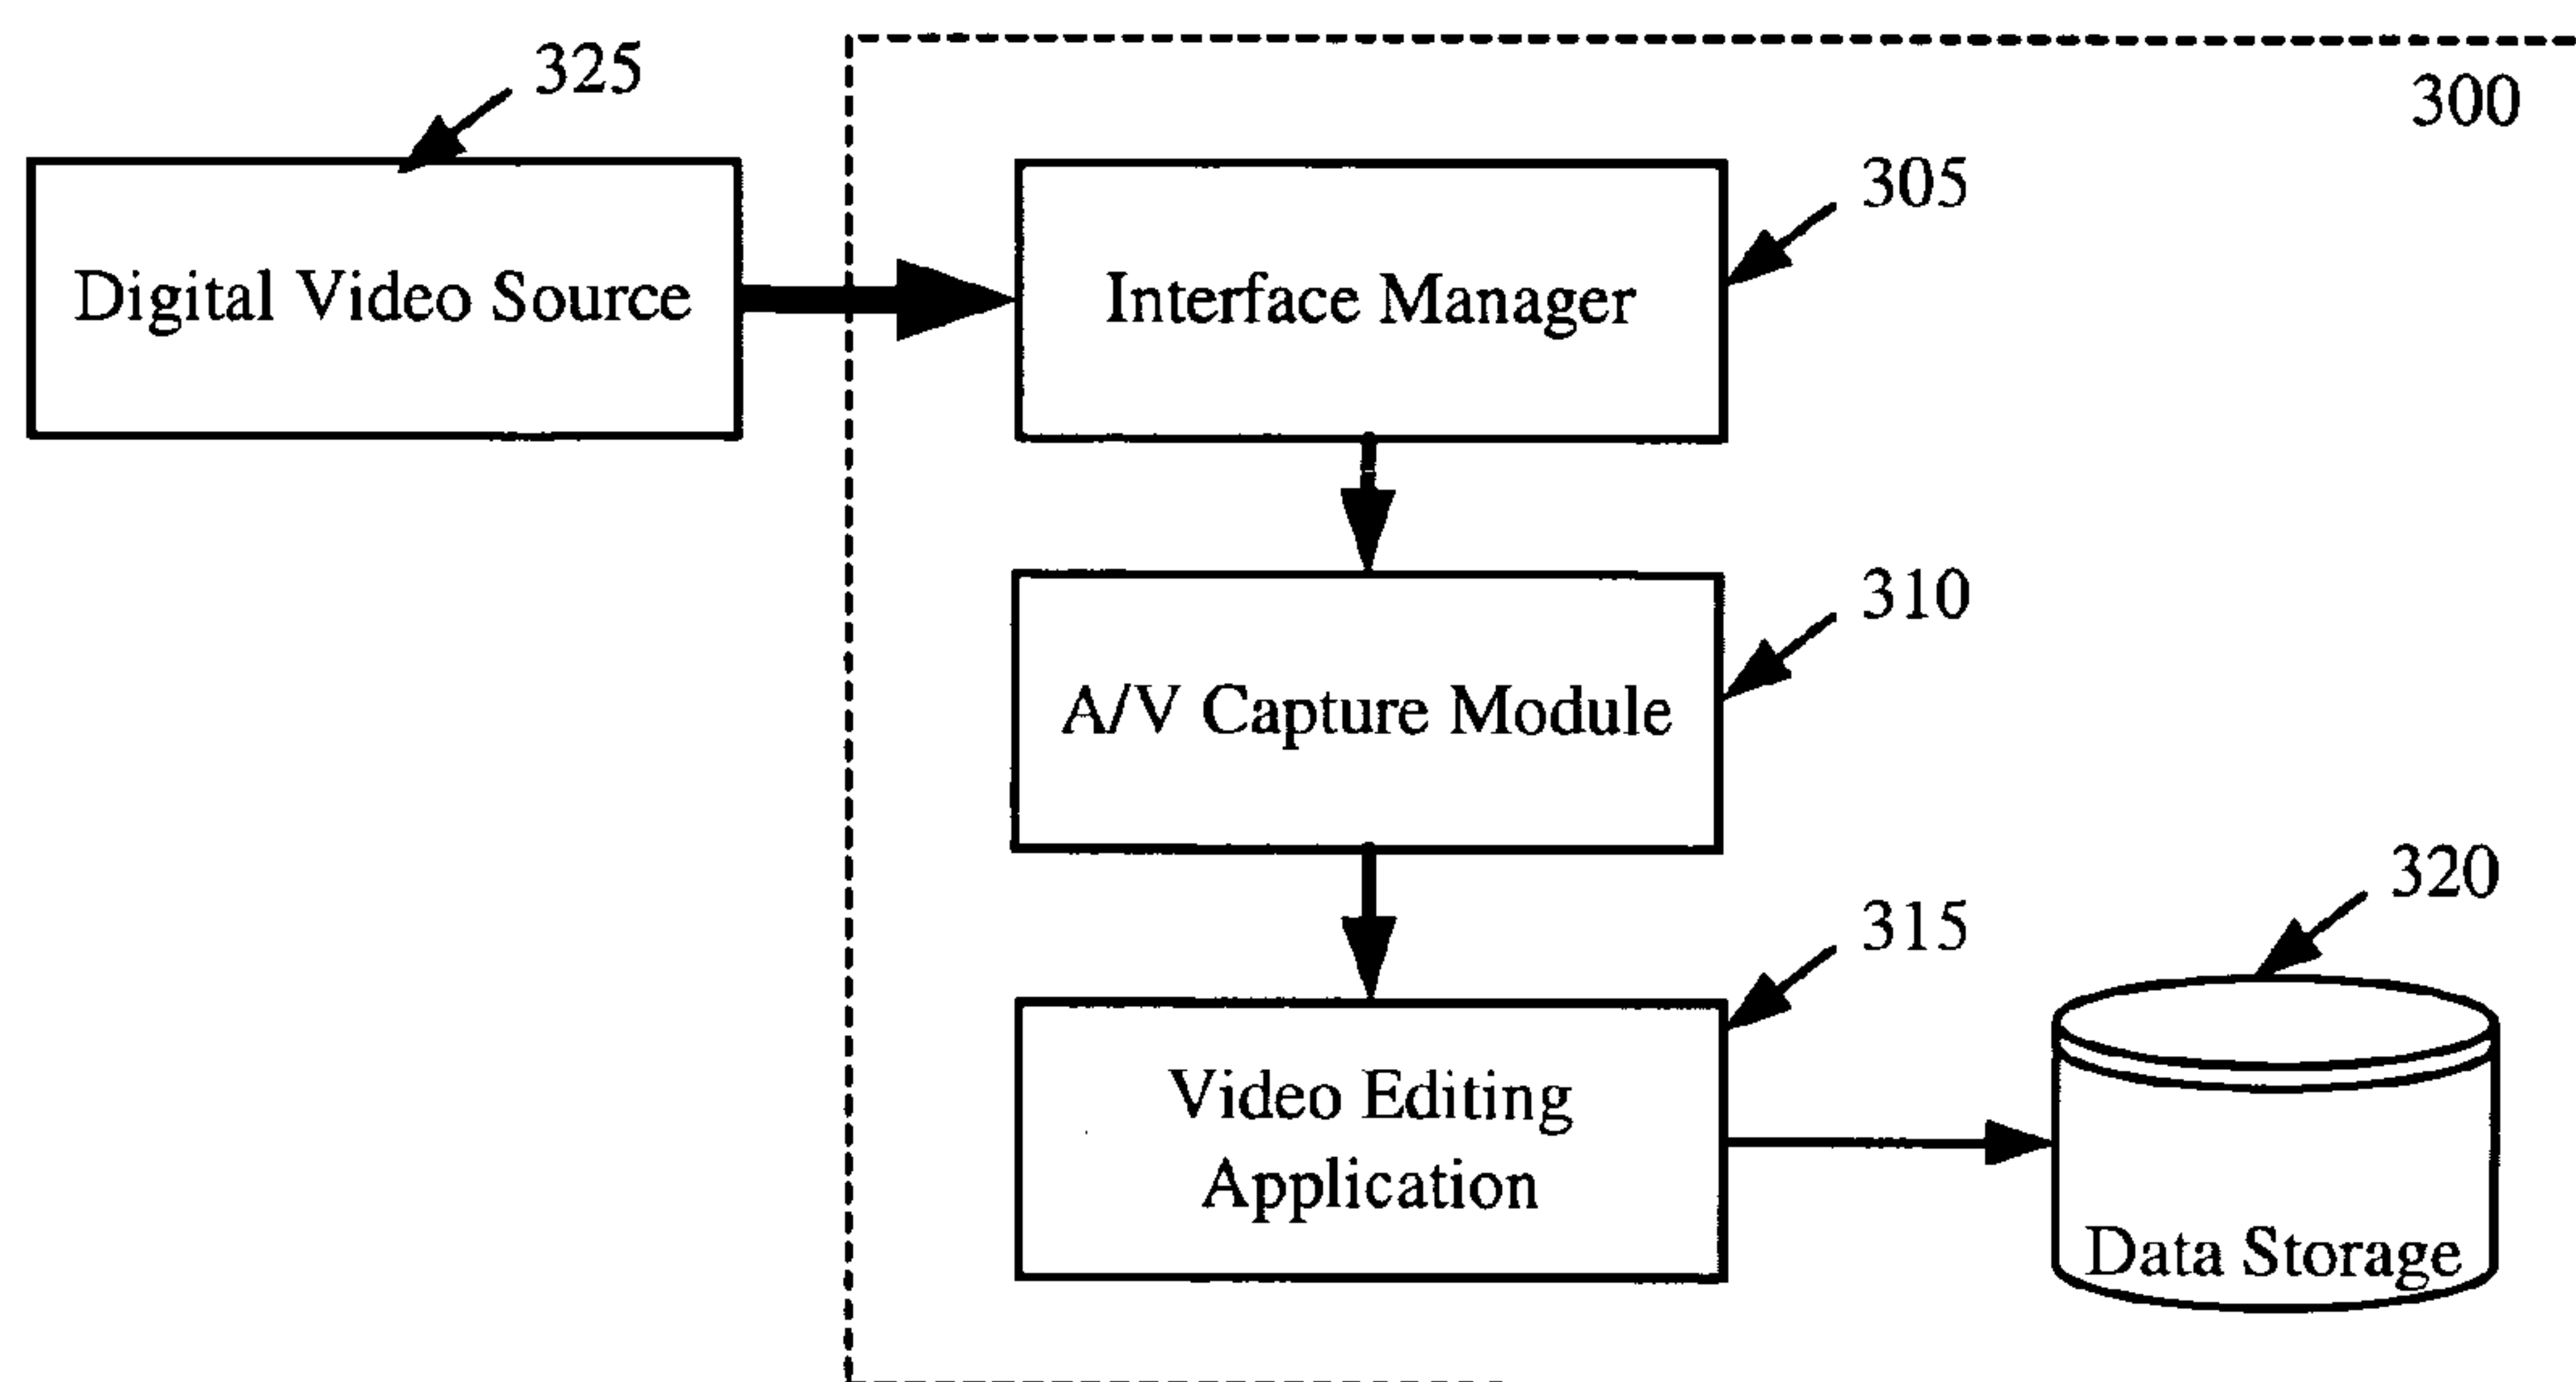 325
300
305
Digital Video Source
Interface Manager
310
A/V Capture Module
320
315
Video Editing
Application
Data Storage